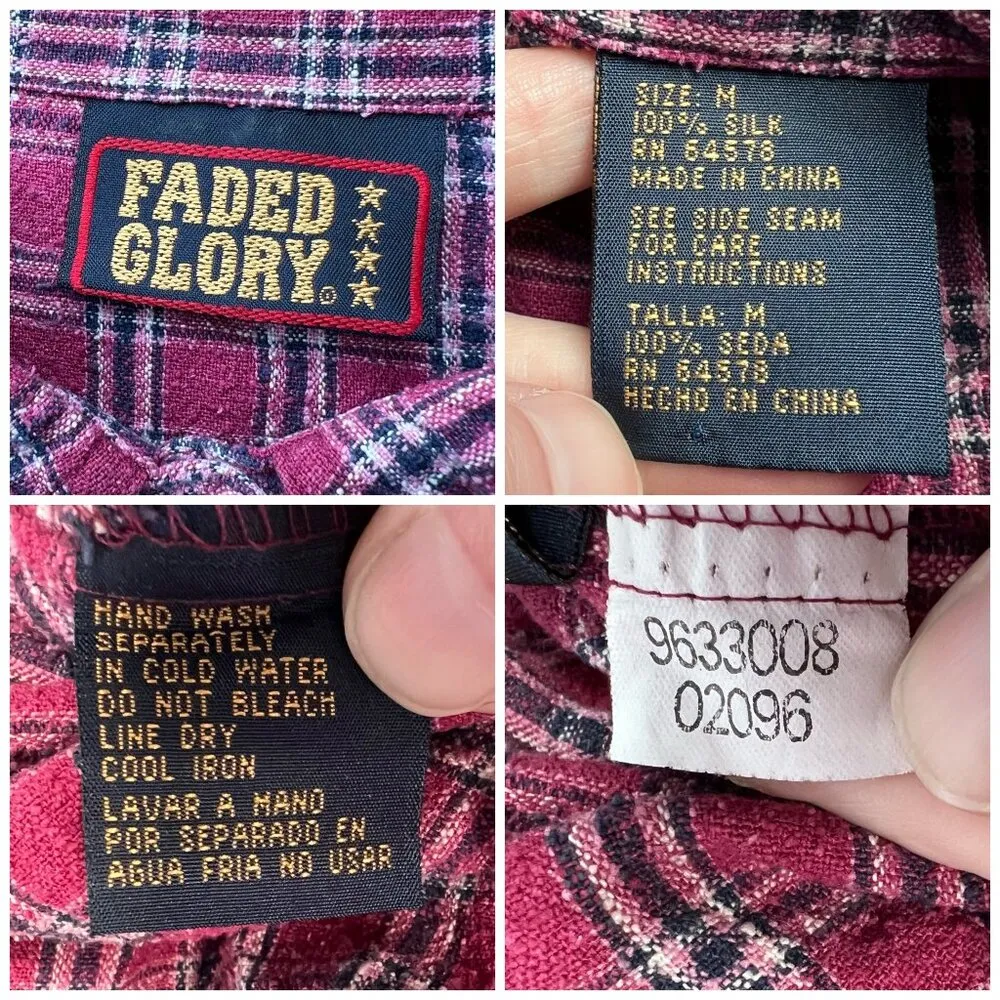 FADED
GLORY®
SIZE: M
100% SILK
RN 64578
MADE IN CHINA
SEE SIDE SEAM
FOR CARE
INSTRUCTIONS
TALLA: M
100% SEDA
RN 64578
HECHO EN CHINA
HAND WASH
SEPARATELY
IN COLD WATER
DO NOT BLEACH
LINE DRY
COOL IRON
LAVAR A MANO
POR SEPARADO EN
AGUA FRIA NO USAR
9633008
02096